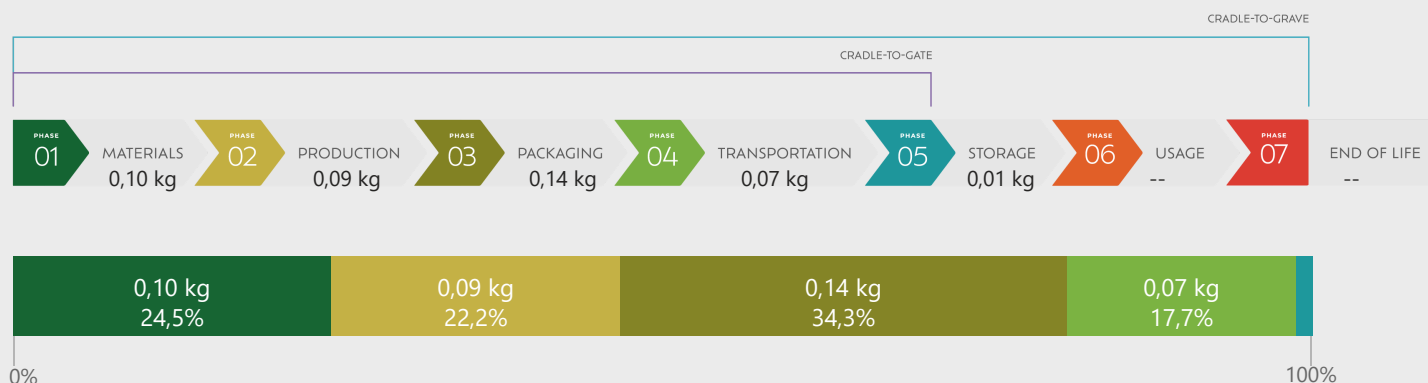 CRADLE-TO-GRAVE
CRADLE-TO-GATE
PHASE
01
MATERIALS
0,10 kg
PHASE
02
PRODUCTION
0,09 kg
PHASE
03
PACKAGING
0,14 kg
PHASE
04
TRANSPORTATION
0,07 kg
PHASE
05
STORAGE
0,01 kg
PHASE
06
USAGE
--
PHASE
07
END OF LIFE
--
0,10 kg
24,5%
0,09 kg
22,2%
0,14 kg
34,3%
0,07 kg
17,7%
0%
100%